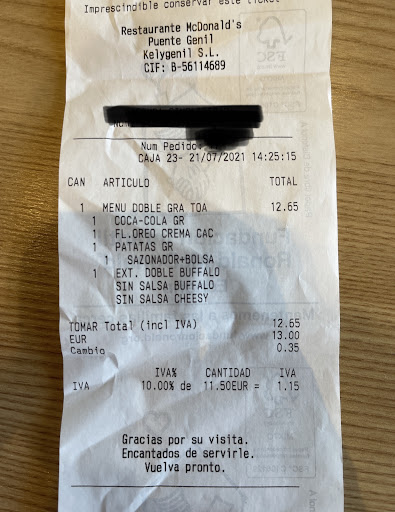 Imprescindible conservar este ticket
Restaurante McDonald's
Puente Genil
Kelygenil S.L.
CIF: B-56114689
Num Pedido:
CAJA 23- 21/07/2021 14:25:15
CAN ARTICULO TOTAL
1 MENU DOBLE GRA TOA 12.65
1 COCA-COLA GR
1 FL.OREO CREMA CAC
1 PATATAS GR
1 SAZONADOR+BOLSA
1 EXT. DOBLE BUFFALO
SIN SALSA BUFFALO
SIN SALSA CHEESY
TOMAR Total (incl IVA) 12.65
EUR 13.00
Cambio 0.35
IVA% CANTIDAD IVA
IVA 10.00% de 11.50EUR = 1.15
Gracias por su visita.
Encantados de servirle.
Vuelva pronto.